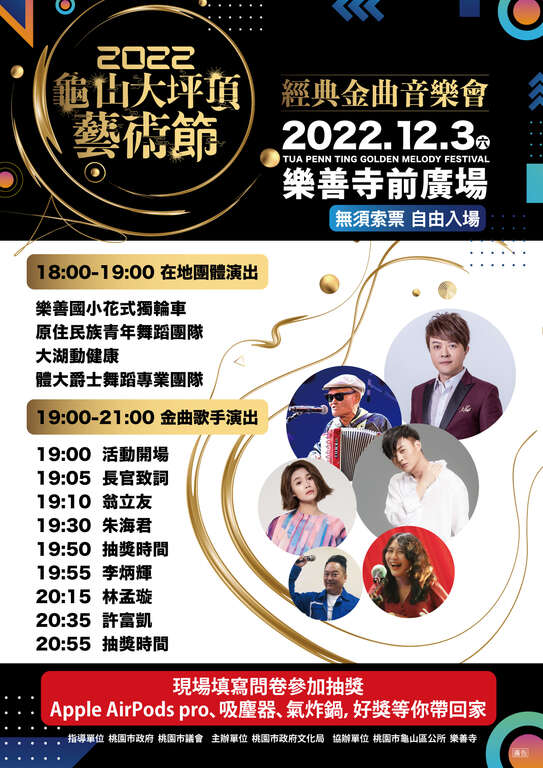 2022
龜山大坪頂
藝術節
經典金曲音樂會
2022.12.3六
TUA PENN TING GOLDEN MELODY FESTIVAL
樂善寺前廣場
無須索票 自由入場
18:00-19:00 在地團體演出
樂善國小花式獨輪車
原住民族青年舞蹈團隊
大湖動健康
體大爵士舞蹈專業團隊
19:00-21:00 金曲歌手演出
19:00 活動開場
19:05 長官致詞
19:10 翁立友
19:30 朱海君
19:50 抽獎時間
19:55 李炳輝
20:15 林孟璇
20:35 許富凱
20:55 抽獎時間
現場填寫問卷參加抽獎
Apple AirPods pro、吸塵器、氣炸鍋, 好獎等你帶回家
指導單位 桃園市政府 桃園市議會 主辦單位 桃園市政府文化局 協辦單位 桃園市龜山區公所 樂善寺
廣告